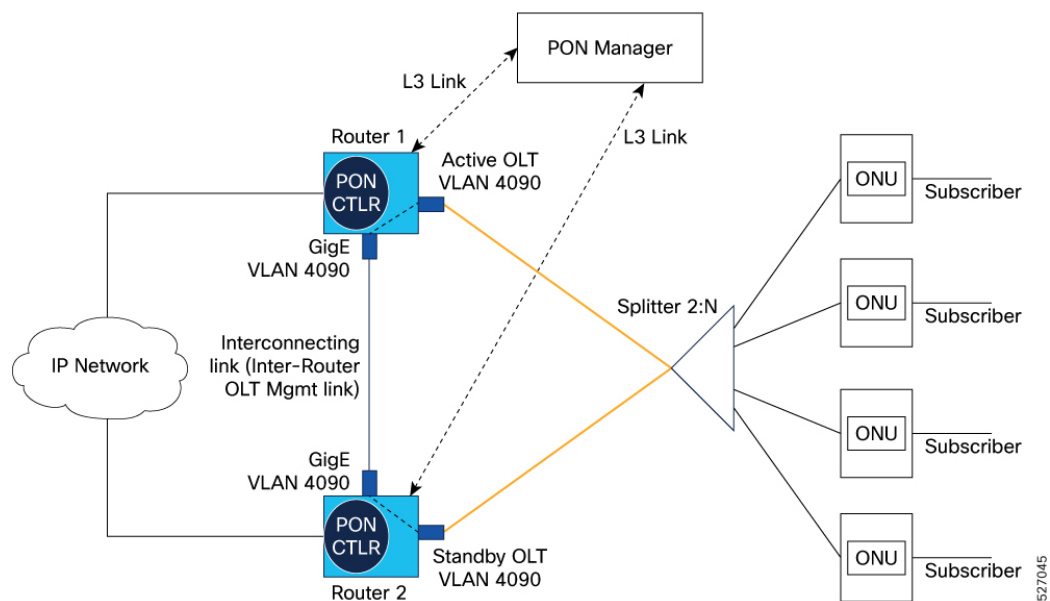 PON Manager
L3 Link
L3 Link
Router 1
Active OLT
VLAN 4090
PON
CTLR
GigE
VLAN 4090
ONU
Subscriber
ONU
Subscriber
Splitter 2:N
Interconnecting
link (Inter-Router
OLT Mgmt link)
IP Network
ONU
Subscriber
GigE
VLAN 4090
PON
CTLR
Standby OLT
VLAN 4090
Router 2
ONU
Subscriber
527045